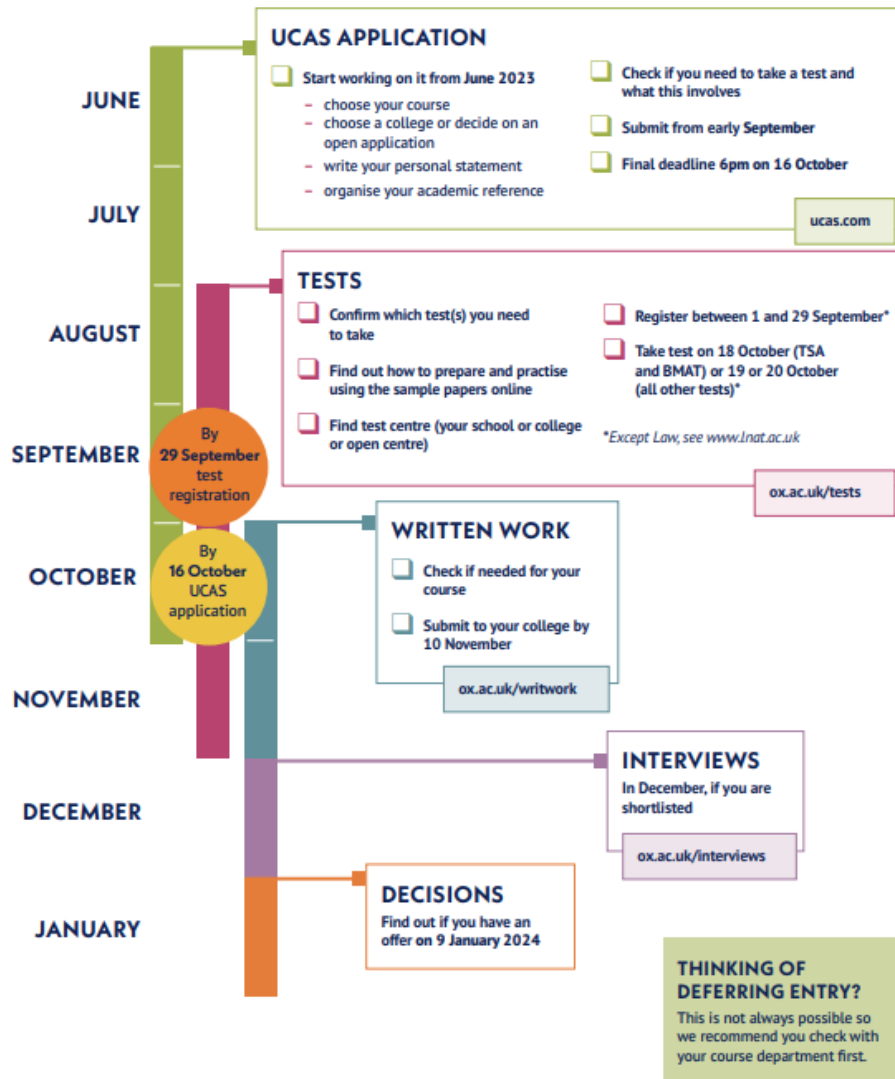 UCAS APPLICATION
Start working on it from June 2023
– choose your course
– choose a college or decide on an
open application
– write your personal statement
– organise your academic reference
Check if you need to take a test and
what this involves
Submit from early September
Final deadline 6pm on 16 October
ucas.com
JUNE
JULY
AUGUST
SEPTEMBER
OCTOBER
NOVEMBER
DECEMBER
JANUARY
TESTS
Confirm which test(s) you need
to take
Find out how to prepare and practise
using the sample papers online
Find test centre (your school or college
or open centre)
Register between 1 and 29 September*
Take test on 18 October (TSA
and BMAT) or 19 or 20 October
(all other tests)*
*Except Law, see www.lnat.ac.uk
ox.ac.uk/tests
By
29 September
test
registration
By
16 October
UCAS
application
WRITTEN WORK
Check if needed for your
course
Submit to your college by
10 November
ox.ac.uk/writwork
INTERVIEWS
In December, if you are
shortlisted
ox.ac.uk/interviews
DECISIONS
Find out if you have an
offer on 9 January 2024
THINKING OF
DEFERRING ENTRY?
This is not always possible so
we recommend you check with
your course department first.